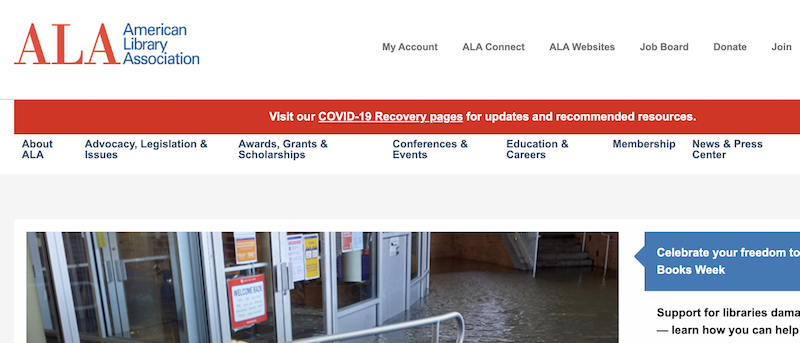 ALA American
Library
Association
My Account ALA Connect ALA Websites Job Board Donate Join
Visit our COVID-19 Recovery pages for updates and recommended resources.
About
ALA
Advocacy, Legislation &
Issues
Awards, Grants &
Scholarships
Conferences &
Events
Education &
Careers
Membership
News & Press
Center
WELCOME
BACK
Celebrate your freedom to
Books Week
Support for libraries
— learn how you can help